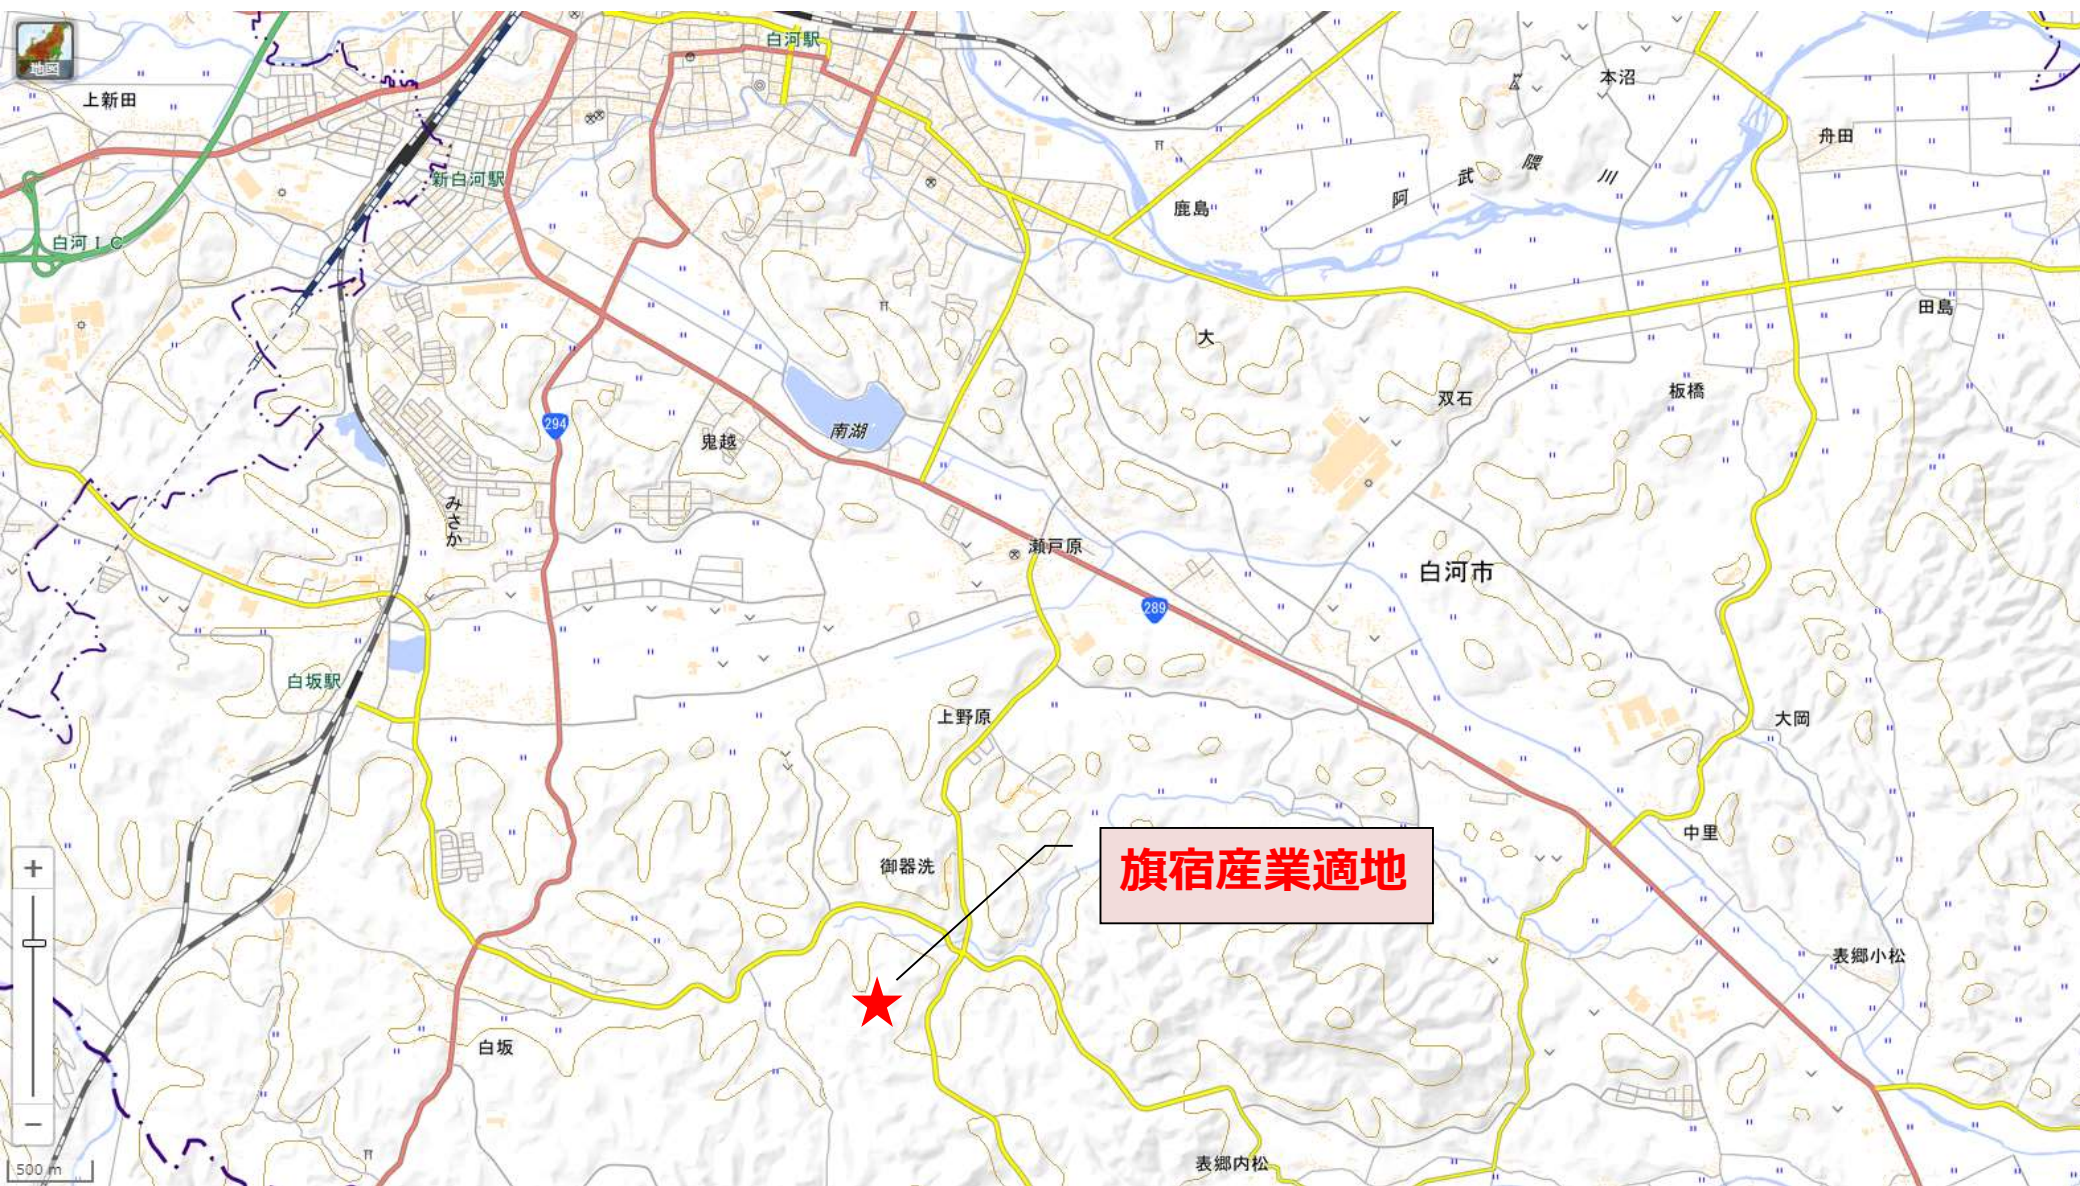 地図
白河駅
上新田
本沼
舟田
新白河駅
阿武隈川
鹿島
白河IC
田島
大
双石
板橋
294
南湖
鬼越
みさか
瀬戸原
白河市
289
白坂駅
上野原
大岡
中里
旗宿産業適地
御器洗
表郷小松
白坂
表郷内松
+
−
500 m